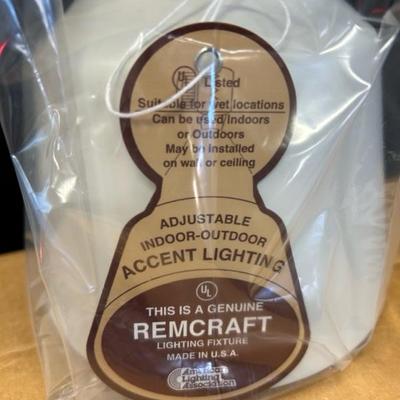 UL
Listed
Suitable for wet locations
Can be used Indoors
or Outdoors
May be installed
on wall or ceiling
ADJUSTABLE
INDOOR-OUTDOOR
ACCENT LIGHTING
UL
THIS IS A GENUINE
REMCRAFT
LIGHTING FIXTURE
MADE IN U.S.A.
American
Lighting
Association